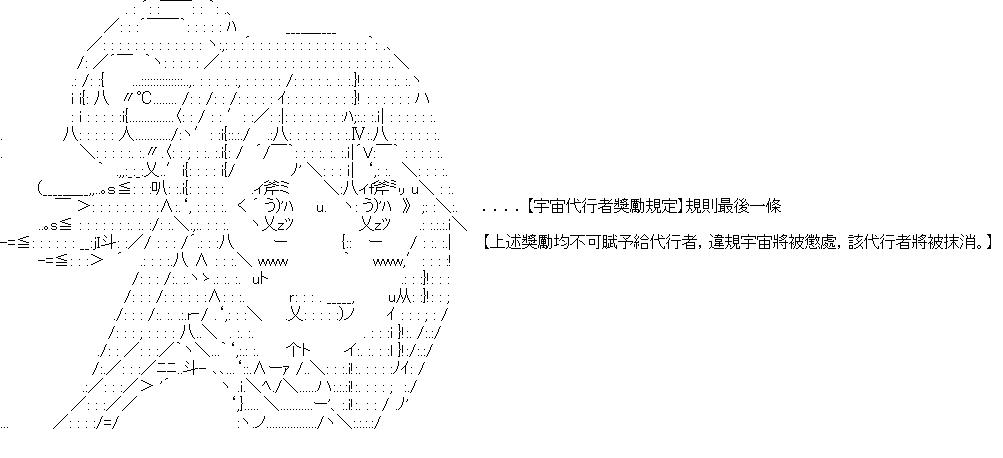 ....【宇宙代行者獎勵規定】規則最後一條
【上述獎勵均不可賦予給代行者，違規宇宙將被懲處，該代行者將被抹消。】